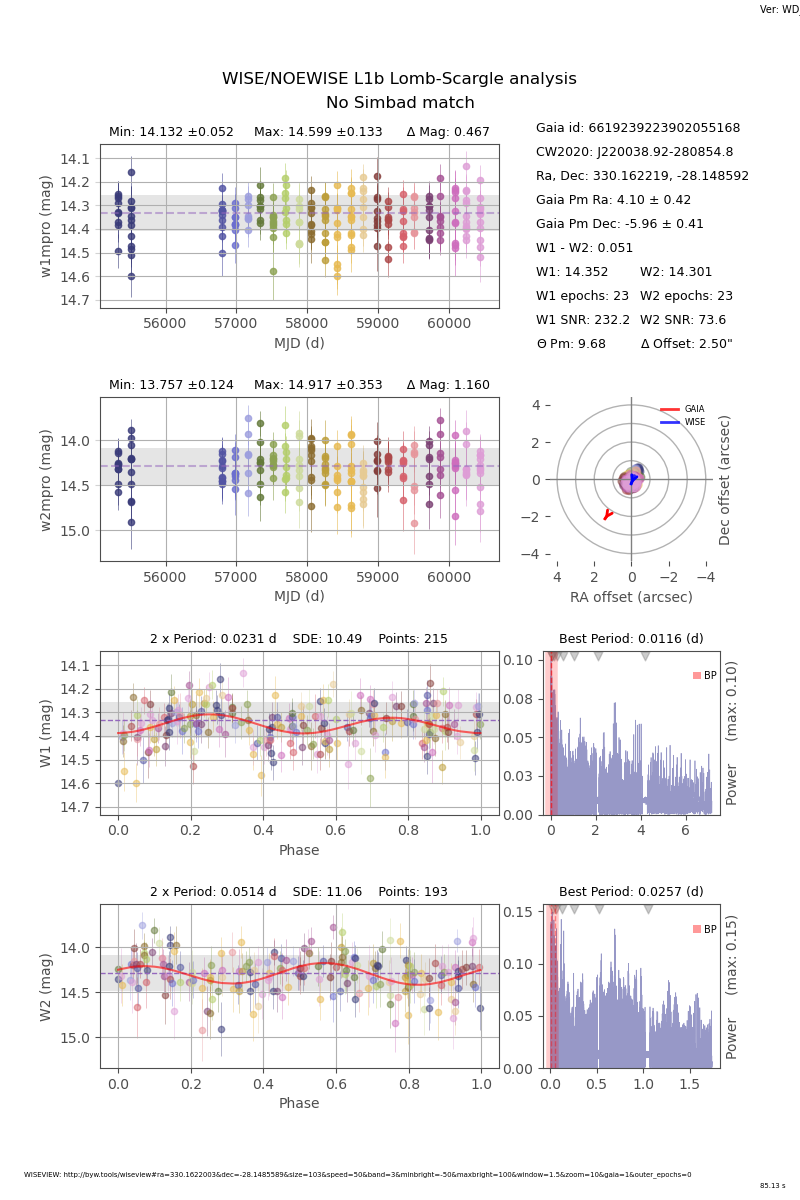 Ver: WD_
WISE/NOEWISE L1b Lomb-Scargle analysis
No Simbad match
Min: 14.132 ±0.052 Max: 14.599 ±0.133 Δ Mag: 0.467
14.1
14.2
14.3
14.4
14.5
14.6
14.7
w1mpro (mag)
56000 57000 58000 59000 60000
MJD (d)
Gaia id: 6619239223902055168
CW2020: J220038.92-280854.8
Ra, Dec: 330.162219, -28.148592
Gaia Pm Ra: 4.10 ± 0.42
Gaia Pm Dec: -5.96 ± 0.41
W1 - W2: 0.051
W1: 14.352 W2: 14.301
W1 epochs: 23 W2 epochs: 23
W1 SNR: 232.2 W2 SNR: 73.6
Θ Pm: 9.68 Δ Offset: 2.50"
Min: 13.757 ±0.124 Max: 14.917 ±0.353 Δ Mag: 1.160
14.0
14.5
15.0
w2mpro (mag)
56000 57000 58000 59000 60000
MJD (d)
GAIA
WISE
4
2
0
−2
−4
4 2 0 −2 −4
RA offset (arcsec)
Dec offset (arcsec)
2 x Period: 0.0231 d SDE: 10.49 Points: 215
14.1
14.2
14.3
14.4
14.5
14.6
14.7
W1 (mag)
0.0 0.2 0.4 0.6 0.8 1.0
Phase
Best Period: 0.0116 (d)
BP
0.10
0.08
0.05
0.03
0.00
0 2 4 6
Power (max: 0.10)
2 x Period: 0.0514 d SDE: 11.06 Points: 193
14.0
14.5
15.0
W2 (mag)
0.0 0.2 0.4 0.6 0.8 1.0
Phase
Best Period: 0.0257 (d)
BP
0.15
0.10
0.05
0.00
0.0 0.5 1.0 1.5
Power (max: 0.15)
WISEVIEW: http://byw.tools/wiseview#ra=330.1622003&dec=-28.1485589&size=103&speed=50&band=3&minbright=-50&maxbright=100&window=1.5&zoom=10&gaia=1&outer_epochs=0
85.13 s